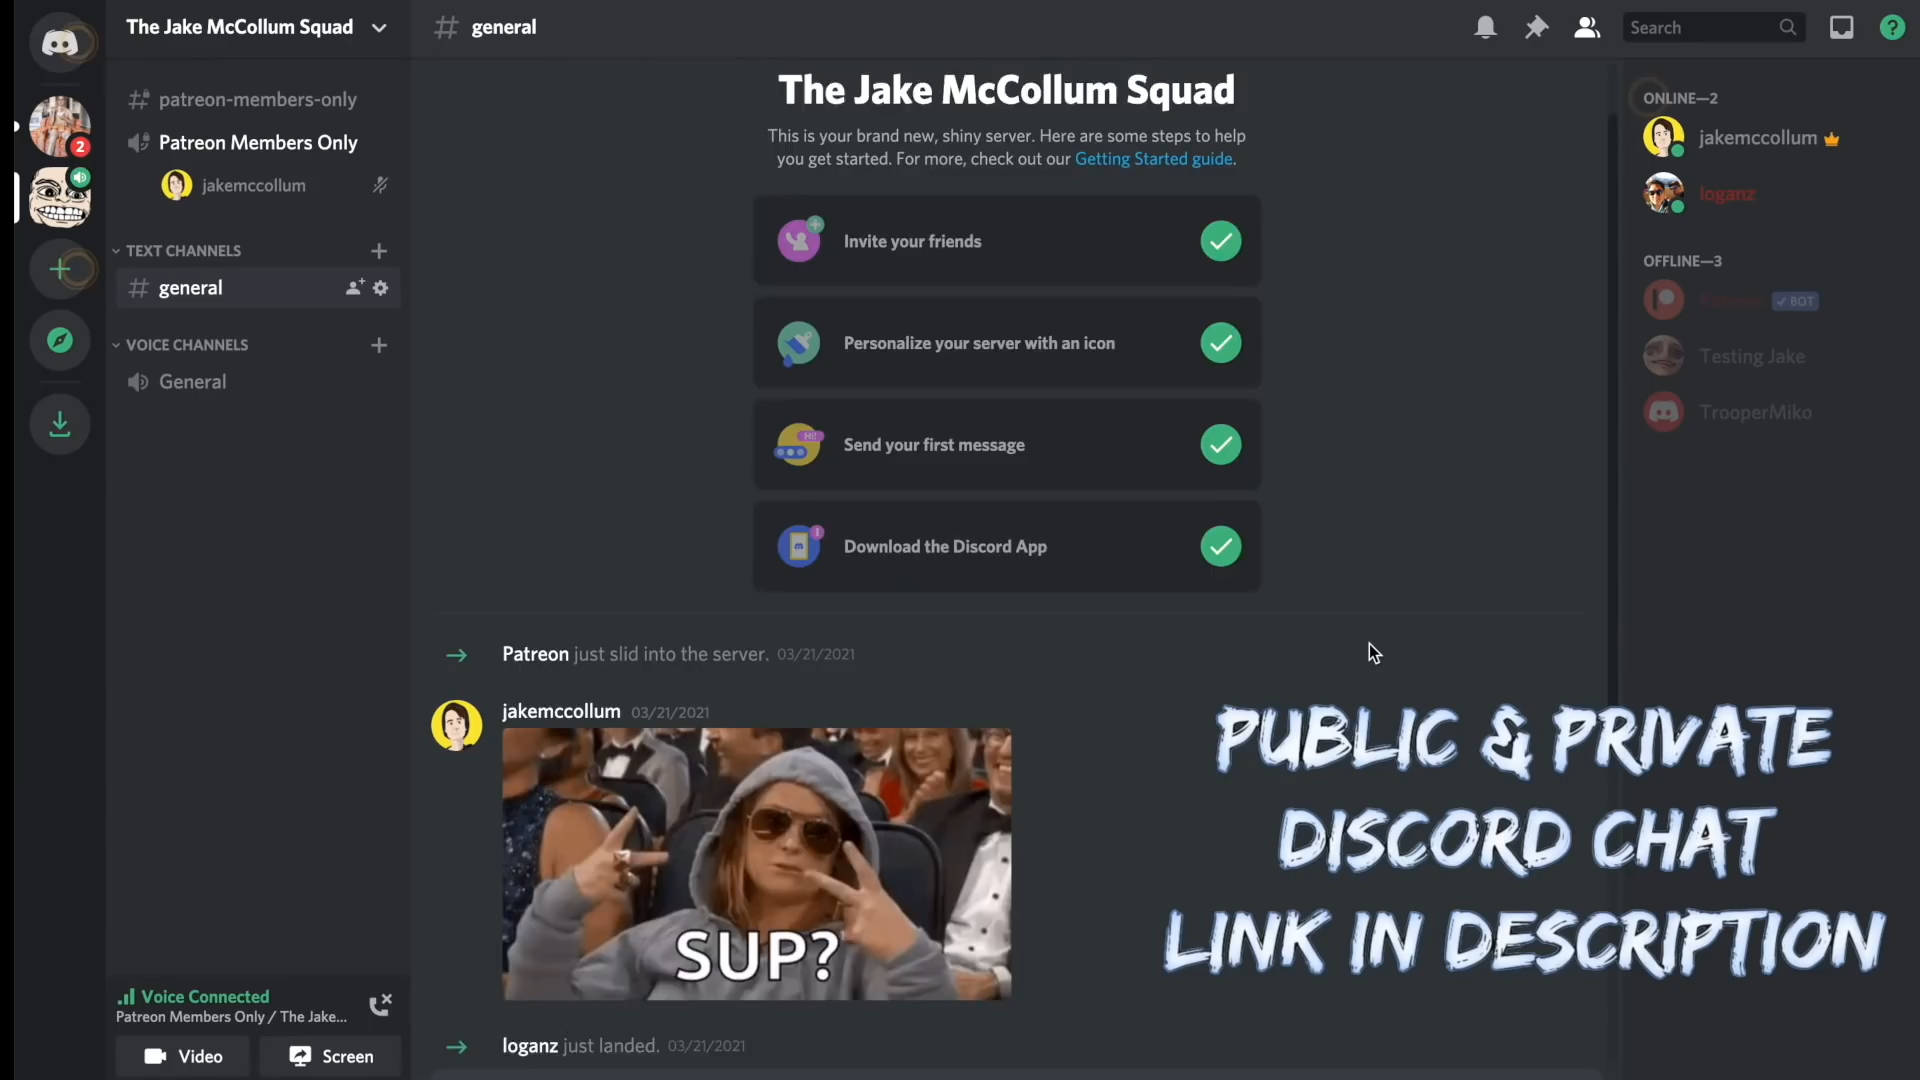 The Jake McCollum Squad
general
Search
patreon-members-only
Patreon Members Only
jakemccollum
TEXT CHANNELS
general
VOICE CHANNELS
General
2
The Jake McCollum Squad
This is your brand new, shiny server. Here are some steps to help
you get started. For more, check out our Getting Started guide.
Invite your friends
Personalize your server with an icon
HI!
Send your first message
Download the Discord App
Patreon just slid into the server. 03/21/2021
jakemccollum 03/21/2021
SUP?
loganz just landed. 03/21/2021
ONLINE—2
jakemccollum
loganz
OFFLINE—3
BOT
Testing Jake
TrooperMiko
PUBLIC & PRIVATE
DISCORD CHAT
LINK IN DESCRIPTION
Voice Connected
Patreon Members Only / The Jake...
Video
Screen